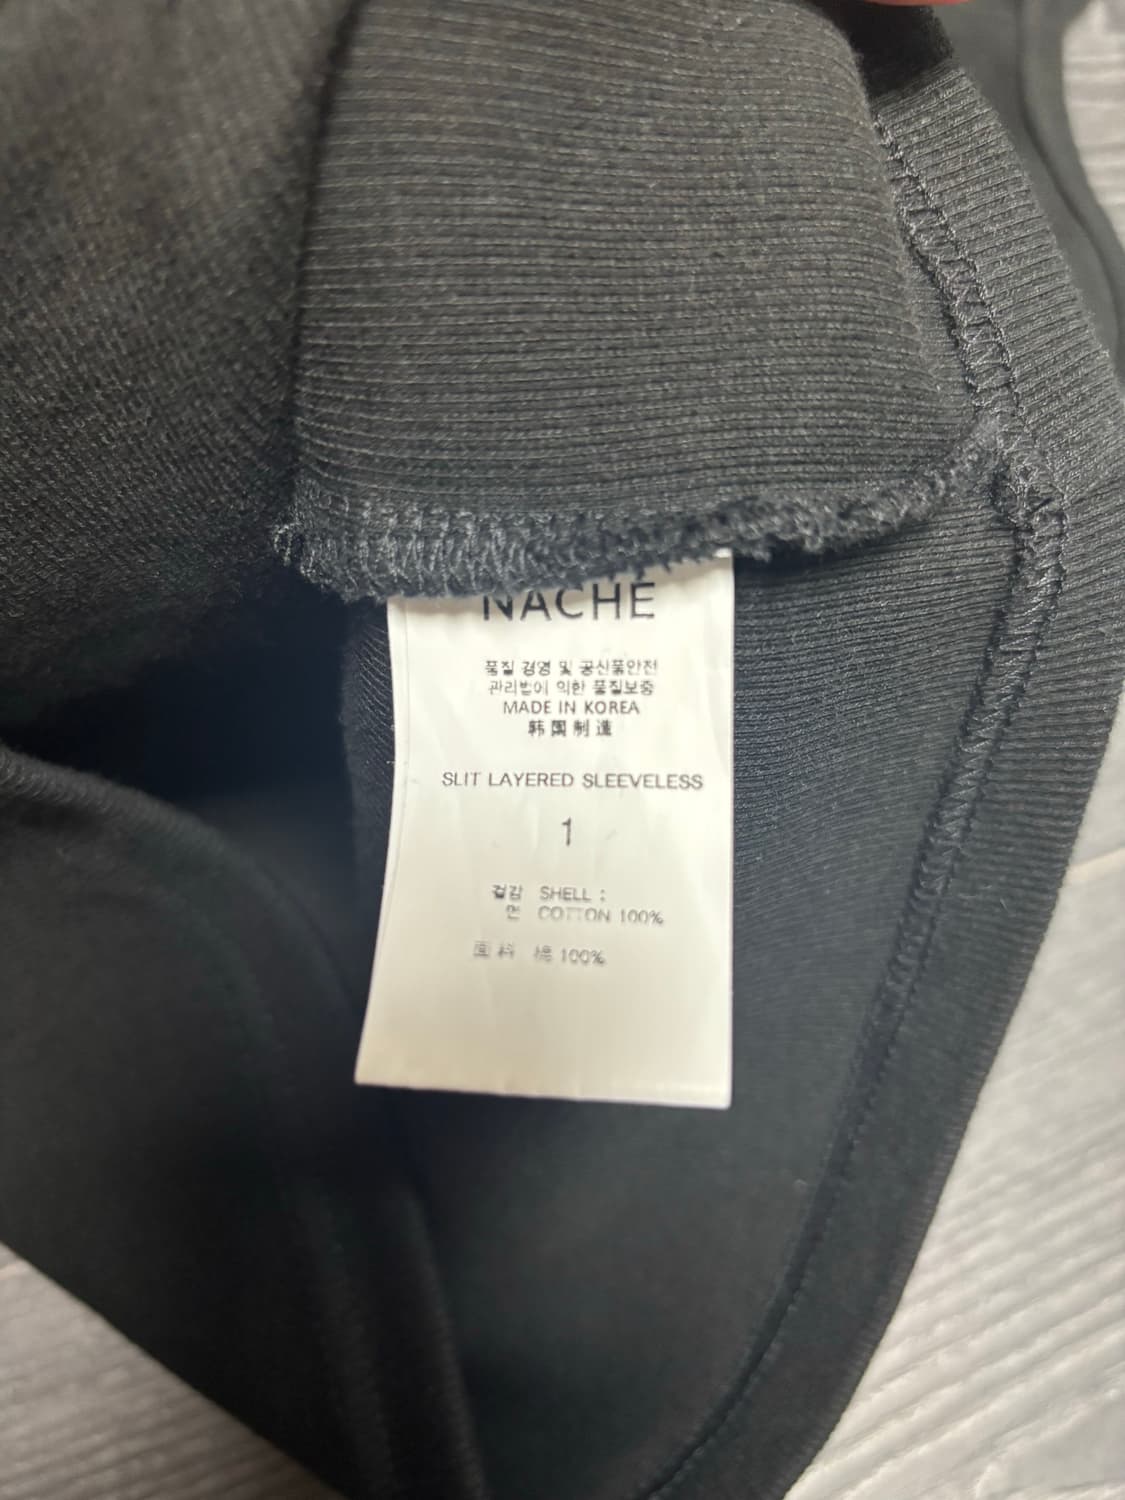 NACHE
품질 경영 및 공산품안전
관리법에 의한 품질보증
MADE IN KOREA
韩国制造
SLIT LAYERED SLEEVELESS
1
겉감 SHELL :
면 COTTON 100%
面料 棉 100%